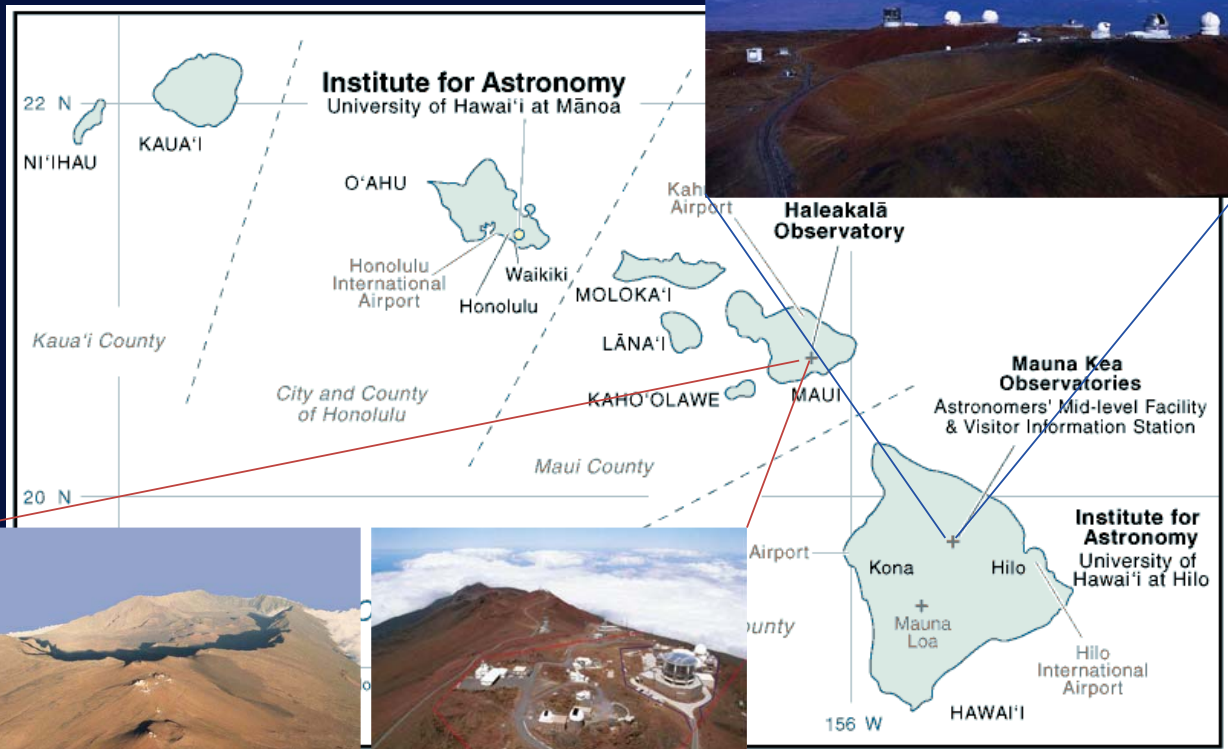 Institute for Astronomy
University of Hawaiʻi at Mānoa
22 N
KAUAʻI
NIʻIHAU
OʻAHU
Airport
Haleakalā
Observatory
Honolulu
International
Airport
Waikiki
Honolulu
MOLOKAʻI
LĀNAʻI
Kauaʻi County
City and County
of Honolulu
KAHOʻOLAWE
MAUI
Mauna Kea
Observatories
Astronomers' Mid-level Facility
& Visitor Information Station
Maui County
20 N
Institute for
Astronomy
University of
Hawaiʻi at Hilo
Airport
Kona
Hilo
Mauna
Loa
Hilo
International
Airport
156 W
HAWAIʻI